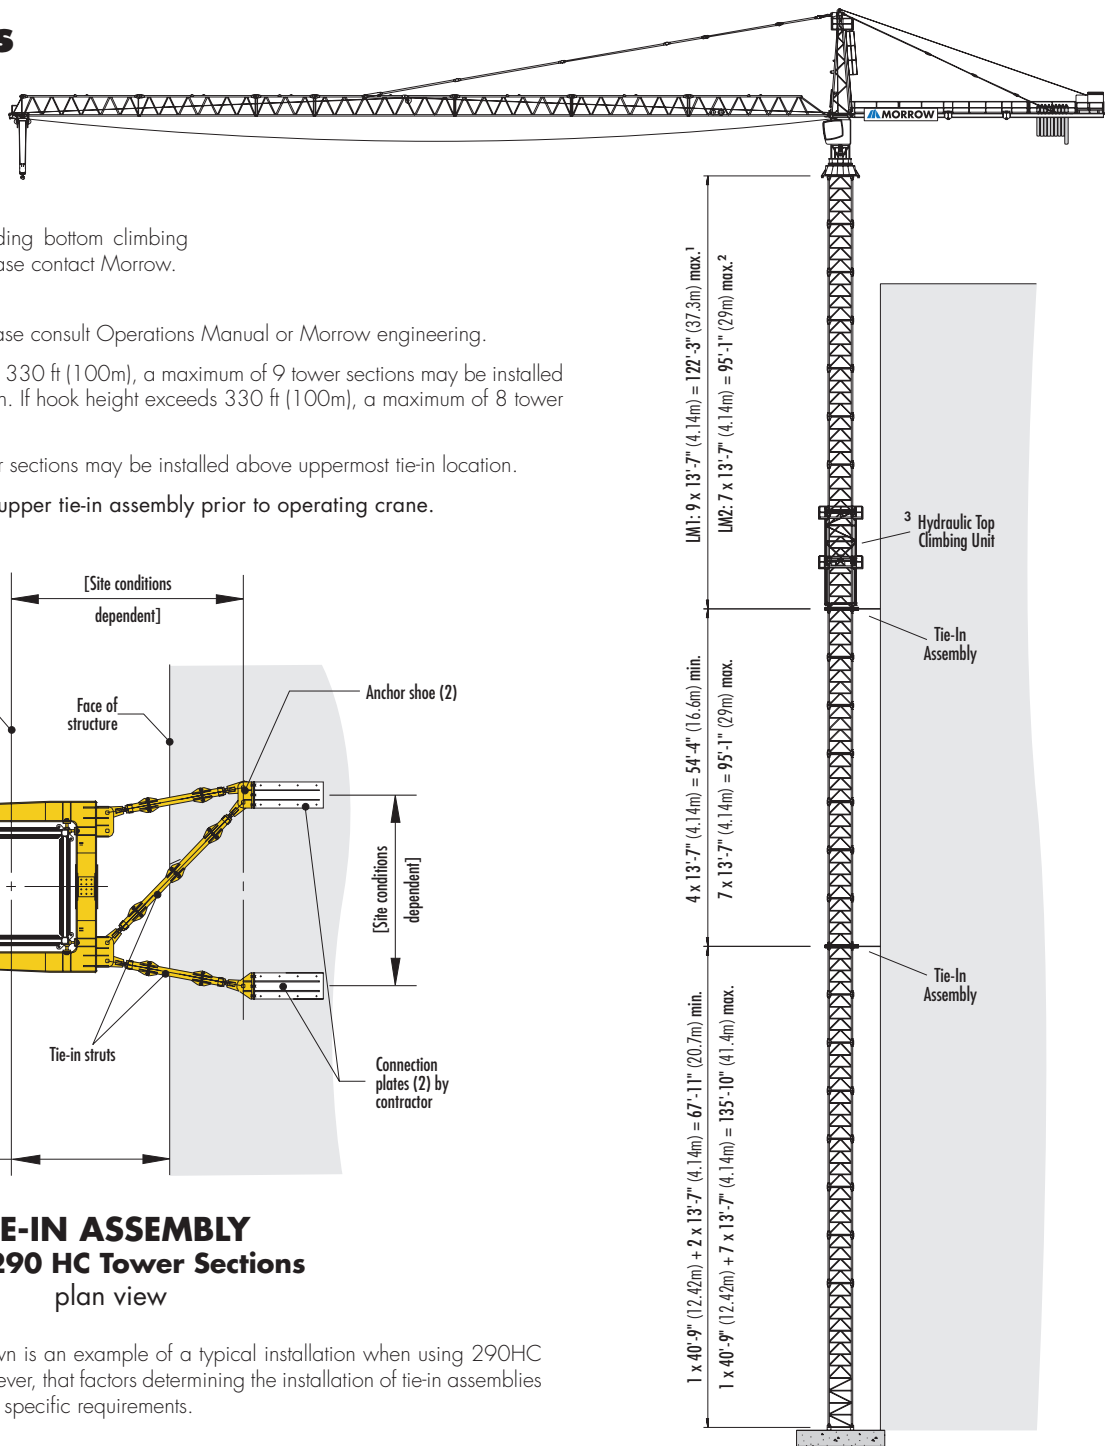 MORROW
ding bottom climbing
ase contact Morrow.
ase consult Operations Manual or Morrow engineering.
330 ft (100m), a maximum of 9 tower sections may be installed
n. If hook height exceeds 330 ft (100m), a maximum of 8 tower
r sections may be installed above uppermost tie-in location.
upper tie-in assembly prior to operating crane.
LM1: 9 x 13'-7" (4.14m) = 122'-3" (37.3m) max.¹
LM2: 7 x 13'-7" (4.14m) = 95'-1" (29m) max.²
3 Hydraulic Top
Climbing Unit
Tie-In
Assembly
4 x 13'-7" (4.14m) = 54'-4" (16.6m) min.
7 x 13'-7" (4.14m) = 95'-1" (29m) max.
Tie-In
Assembly
1 x 40'-9" (12.42m) + 2 x 13'-7" (4.14m) = 67'-11" (20.7m) min.
1 x 40'-9" (12.42m) + 7 x 13'-7" (4.14m) = 135'-10" (41.4m) max.
[Site conditions
dependent]
Face of
structure
Anchor shoe (2)
[Site conditions
dependent]
Tie-in struts
Connection
plates (2) by
contractor
E-IN ASSEMBLY
290 HC Tower Sections
plan view
wn is an example of a typical installation when using 290HC
ever, that factors determining the installation of tie-in assemblies
specific requirements.